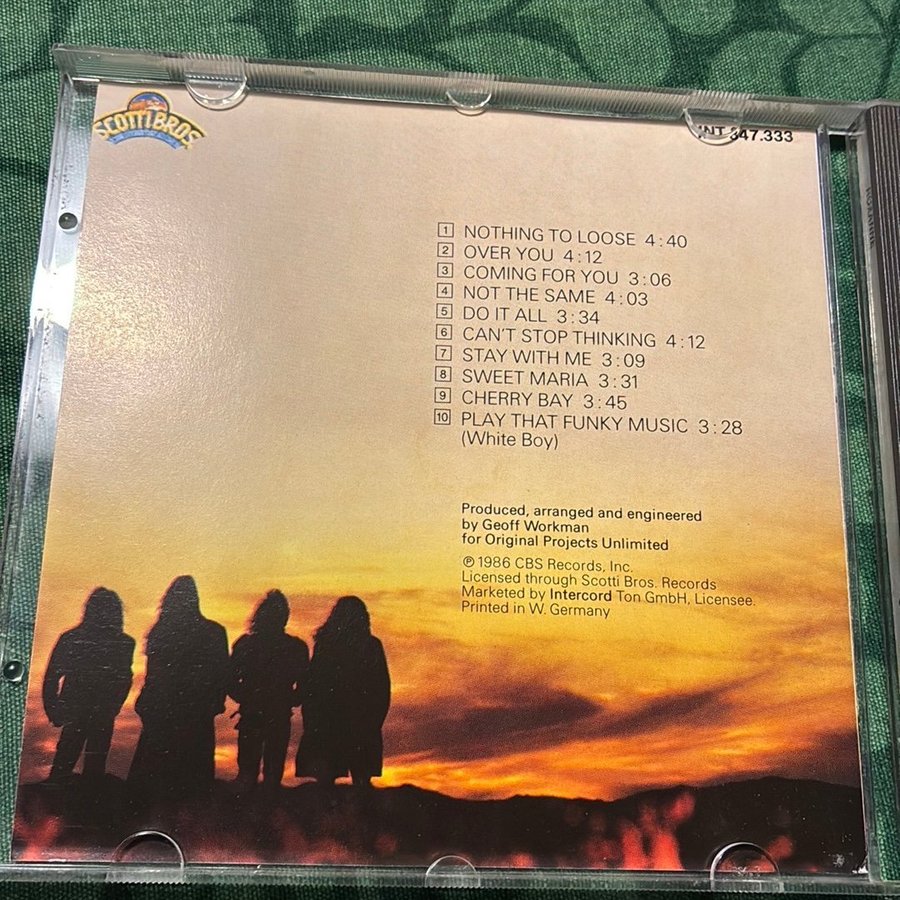 SCOTTI BROS.
INT 347.333
1 NOTHING TO LOOSE 4:40
2 OVER YOU 4:12
3 COMING FOR YOU 3:06
4 NOT THE SAME 4:03
5 DO IT ALL 3:34
6 CAN'T STOP THINKING 4:12
7 STAY WITH ME 3:09
8 SWEET MARIA 3:31
9 CHERRY BAY 3:45
10 PLAY THAT FUNKY MUSIC 3:28
(White Boy)
Produced, arranged and engineered
by Geoff Workman
for Original Projects Unlimited
℗ 1986 CBS Records, Inc.
Licensed through Scotti Bros. Records
Marketed by Intercord Ton GmbH, Licensee.
Printed in W. Germany